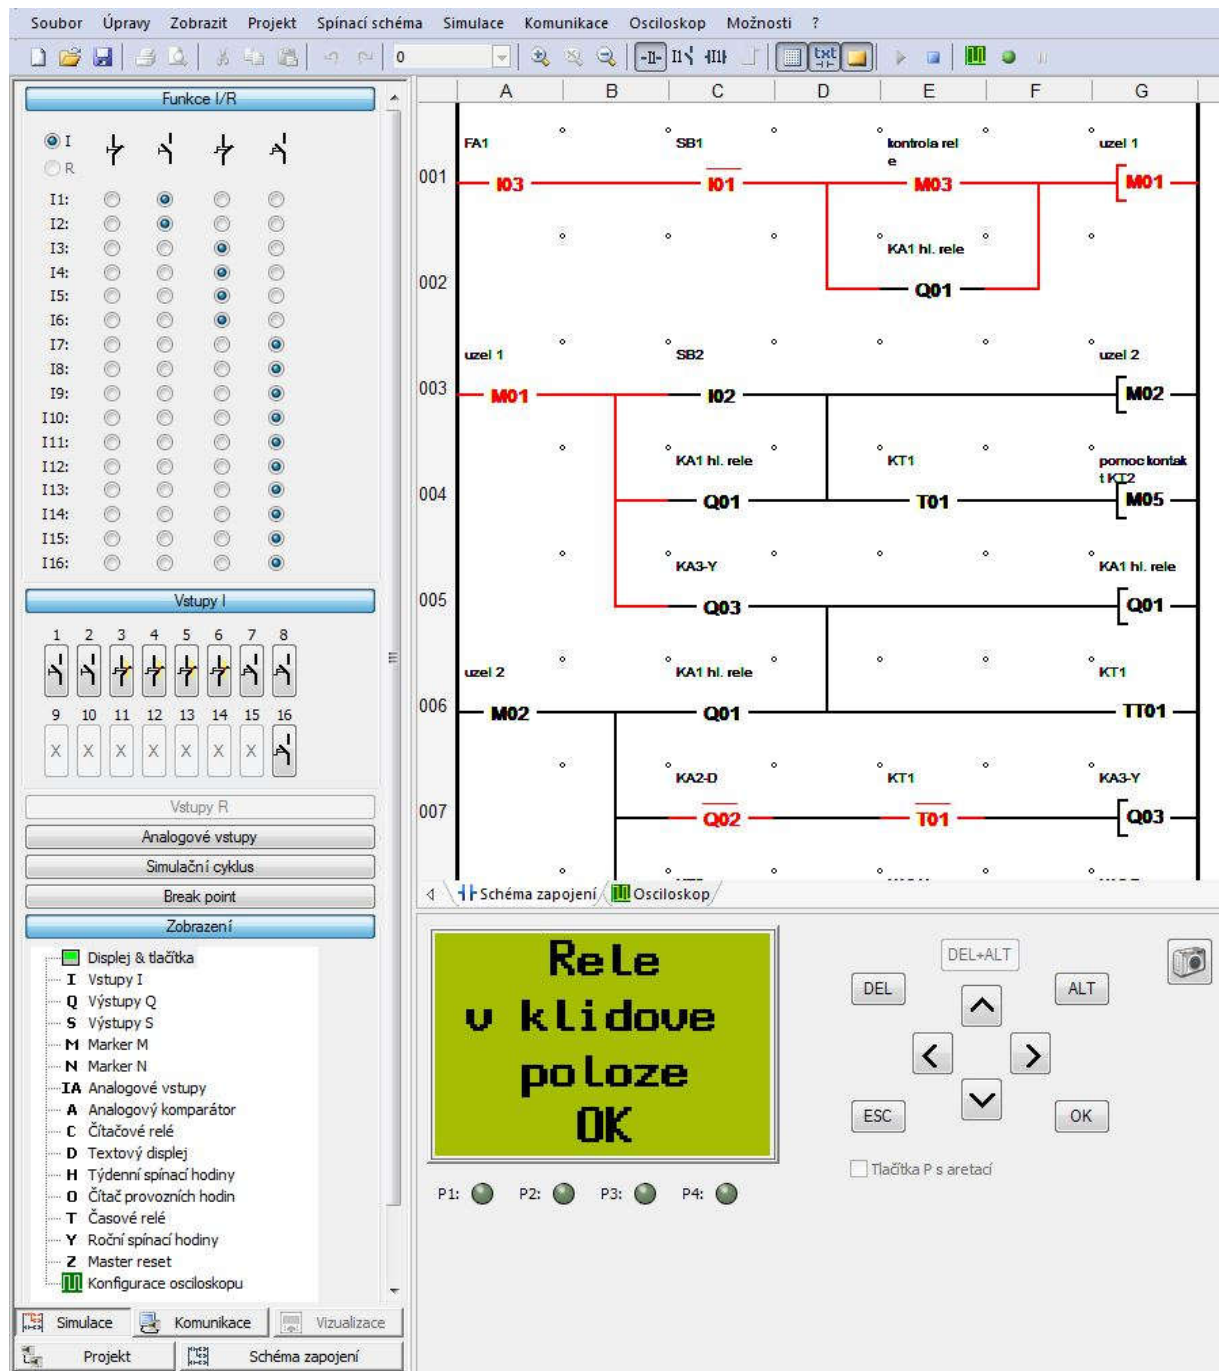 Soubor Úpravy Zobrazit Projekt Spínací schéma Simulace Komunikace Osciloskop Možnosti ?
0
txt
Funkce I/R
I
R
I1:
I2:
I3:
I4:
I5:
I6:
I7:
I8:
I9:
I10:
I11:
I12:
I13:
I14:
I15:
I16:
Vstupy I
1 2 3 4 5 6 7 8
9 10 11 12 13 14 15 16
X X X X X X X
Vstupy R
Analogové vstupy
Simulační cyklus
Break point
Zobrazení
Displej & tlačítka
I Vstupy I
Q Výstupy Q
S Výstupy S
M Marker M
N Marker N
IA Analogové vstupy
A Analogový komparátor
C Čítačové relé
D Textový displej
H Týdenní spínací hodiny
O Čítač provozních hodin
T Časové relé
Y Roční spínací hodiny
Z Master reset
Konfigurace osciloskopu
Simulace Komunikace Vizualizace
Projekt Schéma zapojení
A B C D E F G
FA1 SB1 kontrola rel uzel 1
e
001 I03 I01 M03 M01
KA1 hl. rele
002 Q01
uzel 1 SB2 uzel 2
003 M01 I02 M02
KA1 hl. rele KT1 pomoc kontak
t KT2
004 Q01 T01 M05
KA3-Y KA1 hl. rele
005 Q03 Q01
uzel 2 KA1 hl. rele KT1
006 M02 Q01 TT01
KA2-D KT1 KA3-Y
007 Q02 T01 Q03
Schéma zapojení Osciloskop
Rele
v klidove
poloze
OK
DEL+ALT
DEL ALT
ESC OK
Tlačítka P s aretací
P1: P2: P3: P4: